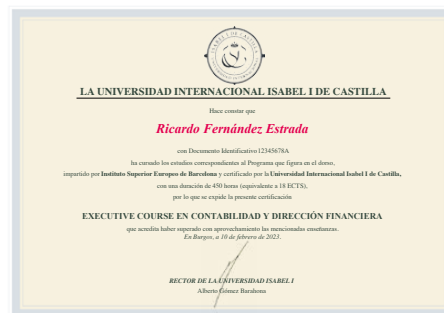 ISABEL I DE CASTILLA
LA UNIVERSIDAD INTERNACIONAL ISABEL I DE CASTILLA
Hace constar que
Ricardo Fernández Estrada
con Documento Identificativo 12345678A
ha cursado los estudios correspondientes al Programa que figura en el dorso,
impartido por Instituto Superior Europeo de Barcelona y certificado por la Universidad Internacional Isabel I de Castilla,
con una duración de 450 horas (equivalente a 18 ECTS),
por lo que se expide la presente certificación
EXECUTIVE COURSE EN CONTABILIDAD Y DIRECCIÓN FINANCIERA
que acredita haber superado con aprovechamiento las mencionadas enseñanzas.
En Burgos, a 10 de febrero de 2023.
RECTOR DE LA UNIVERSIDAD ISABEL I
Alberto Gómez Barahona